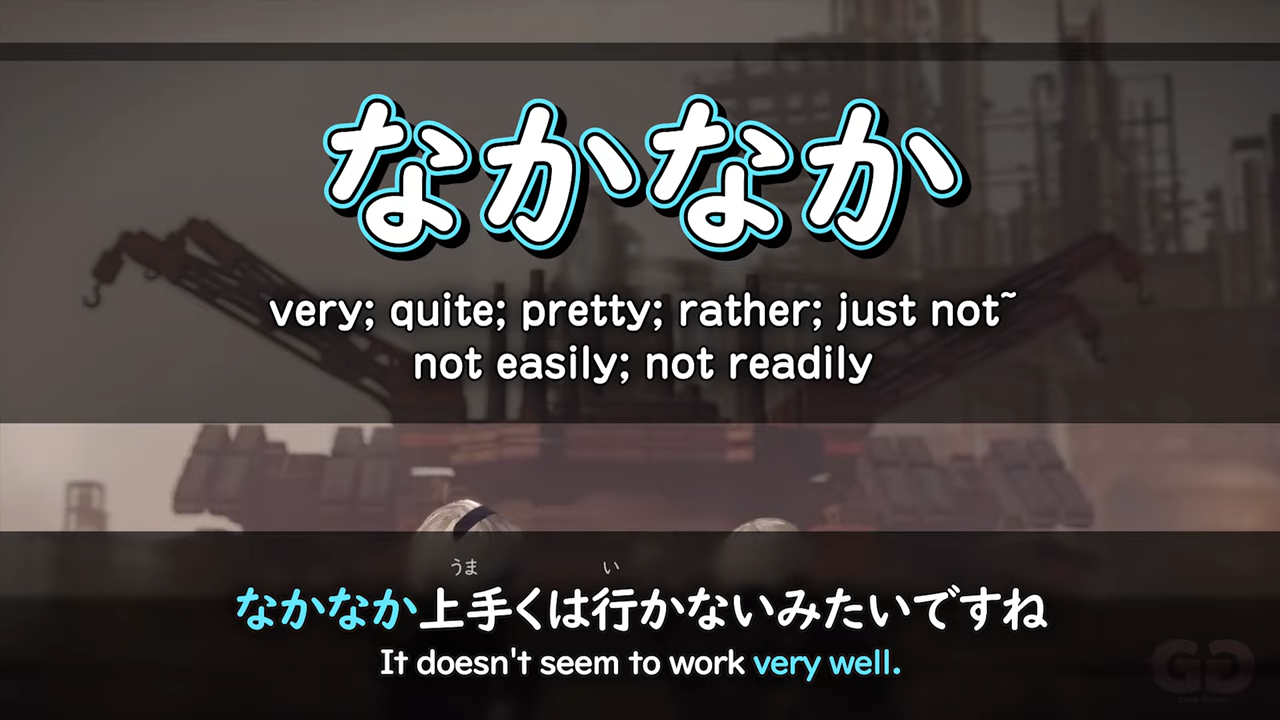 なかなか
very; quite; pretty; rather; just not~
not easily; not readily
うま い
なかなか上手くは行かないみたいですね
It doesn't seem to work very well.
GG